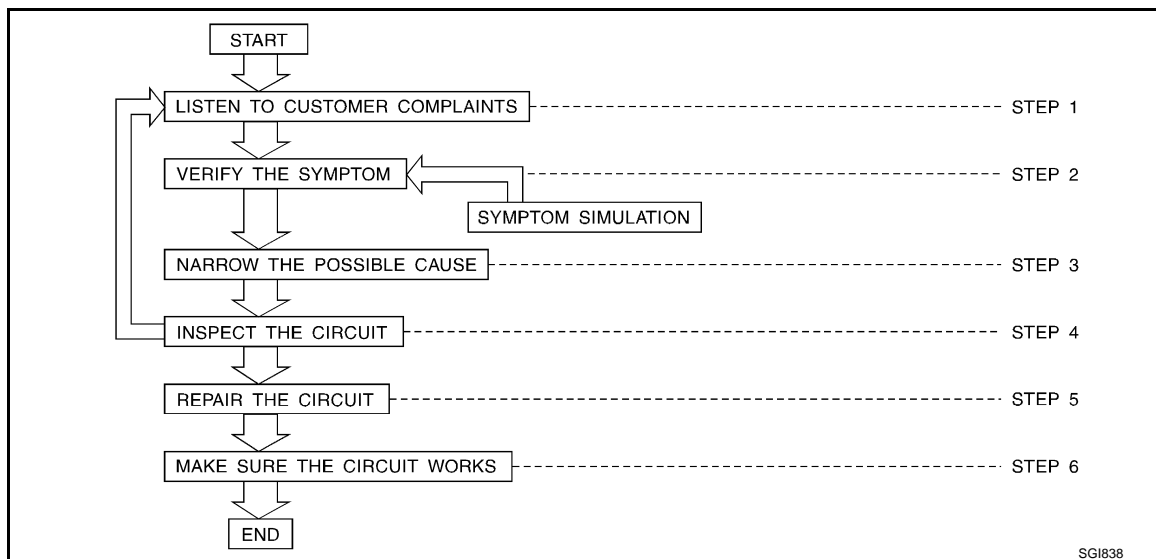 START
LISTEN TO CUSTOMER COMPLAINTS STEP 1
VERIFY THE SYMPTOM STEP 2
SYMPTOM SIMULATION
NARROW THE POSSIBLE CAUSE STEP 3
INSPECT THE CIRCUIT STEP 4
REPAIR THE CIRCUIT STEP 5
MAKE SURE THE CIRCUIT WORKS STEP 6
END
SGI838